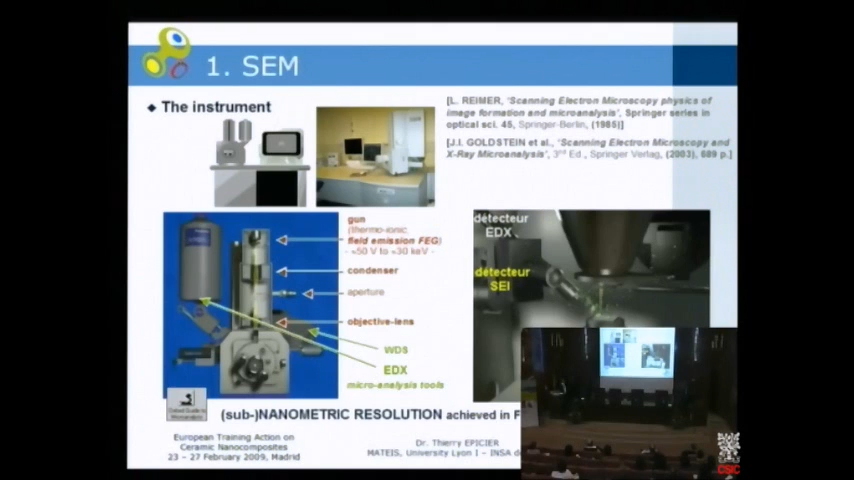 1. SEM
◆ The instrument
[L. REIMER, 'Scanning Electron Microscopy physics of
image formation and microanalysis', Springer series in
optical sci. 45, Springer-Berlin, (1985)]
[J.I. GOLDSTEIN et al., 'Scanning Electron Microscopy and
X-Ray Microanalysis', 3rd Ed., Springer Verlag, (2003), 689 p.]
gun
(thermo-ionic,
field emission FEG)
- ~50 V to ~30 keV -
condenser
aperture
objective-lens
WDS
EDX
micro-analysis tools
détecteur
EDX
détecteur
SEI
(sub-)NANOMETRIC RESOLUTION achieved in F
European Training Action on
Ceramic Nanocomposites
23 – 27 February 2009, Madrid
Dr. Thierry EPICIER
MATEIS, University Lyon I – INSA de
CSIC